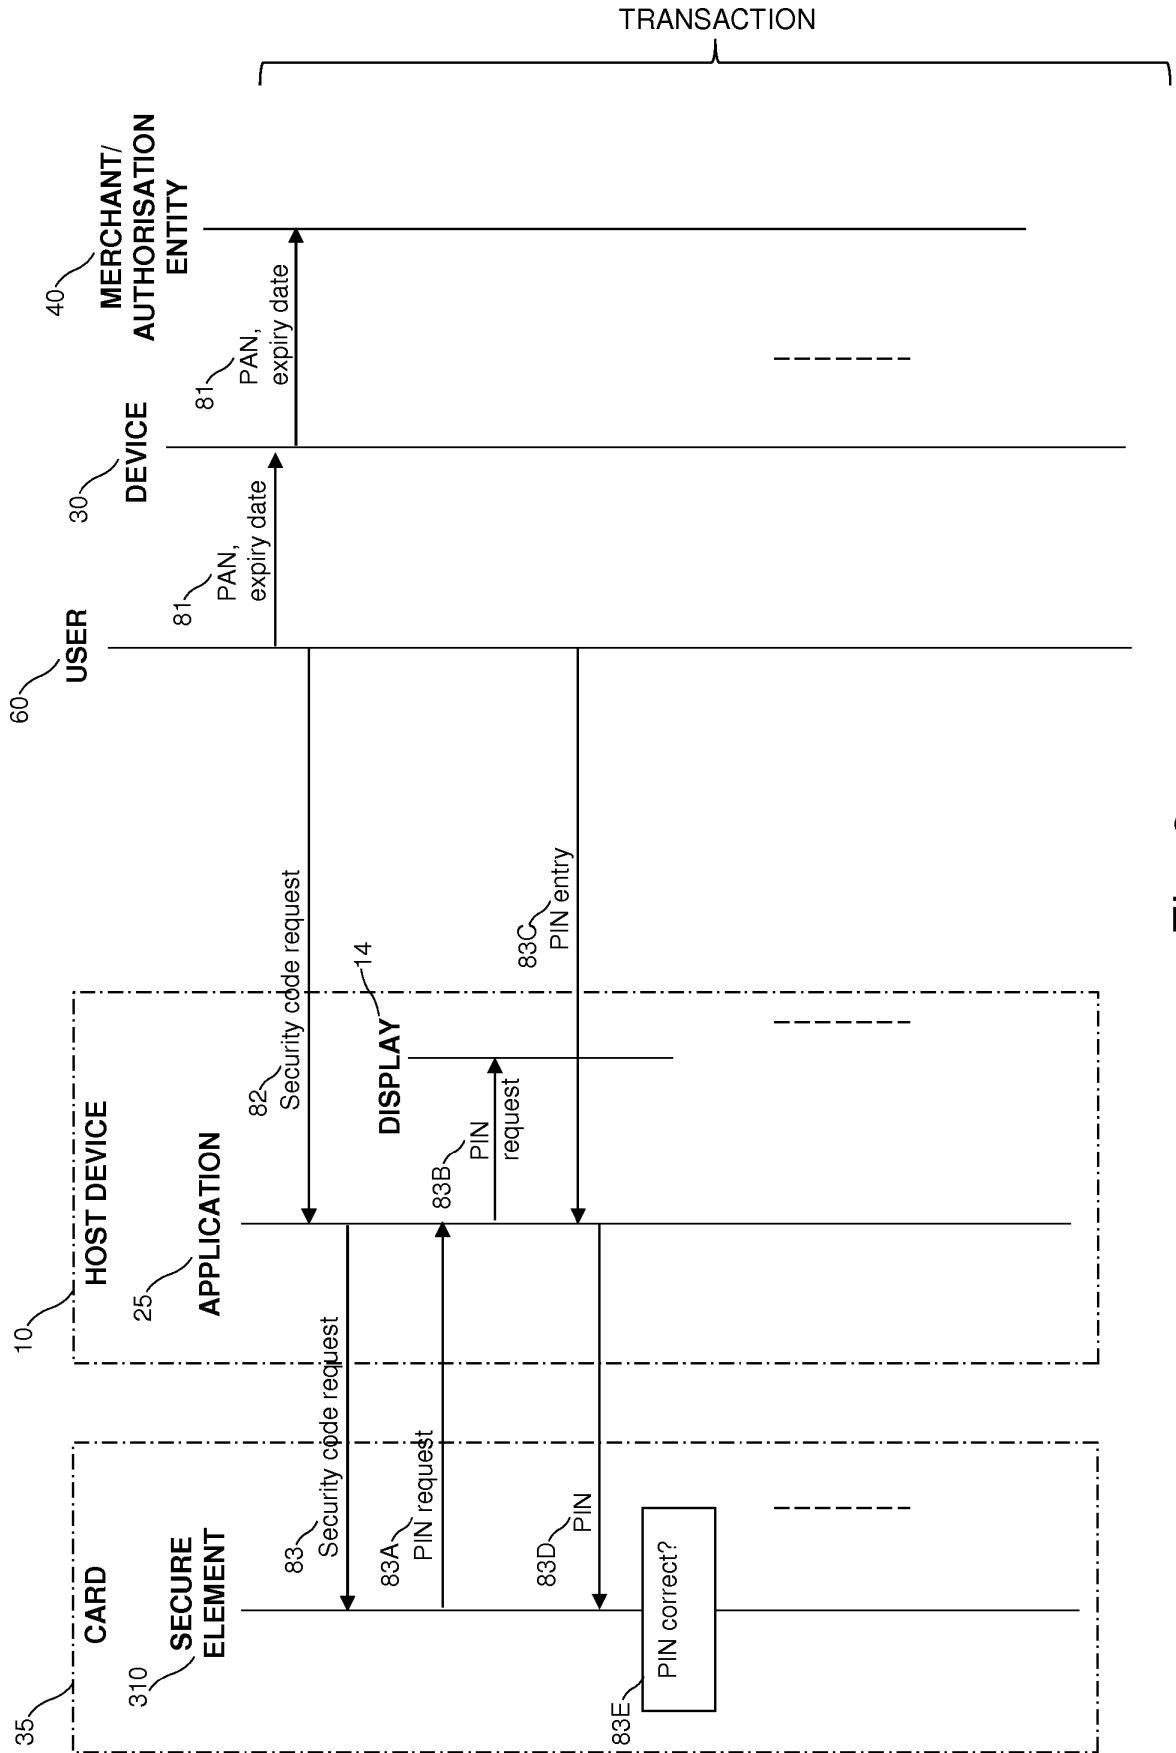 TRANSACTION
35
CARD
310
SECURE
ELEMENT
10
HOST DEVICE
25
APPLICATION
DISPLAY
14
60
USER
30
DEVICE
40
MERCHANT/
AUTHORISATION
ENTITY
81
PAN,
expiry date
81
PAN,
expiry date
82
Security code request
83
Security code request
83A
PIN request
83B
PIN
request
83C
PIN entry
83D
PIN
83E
PIN correct?